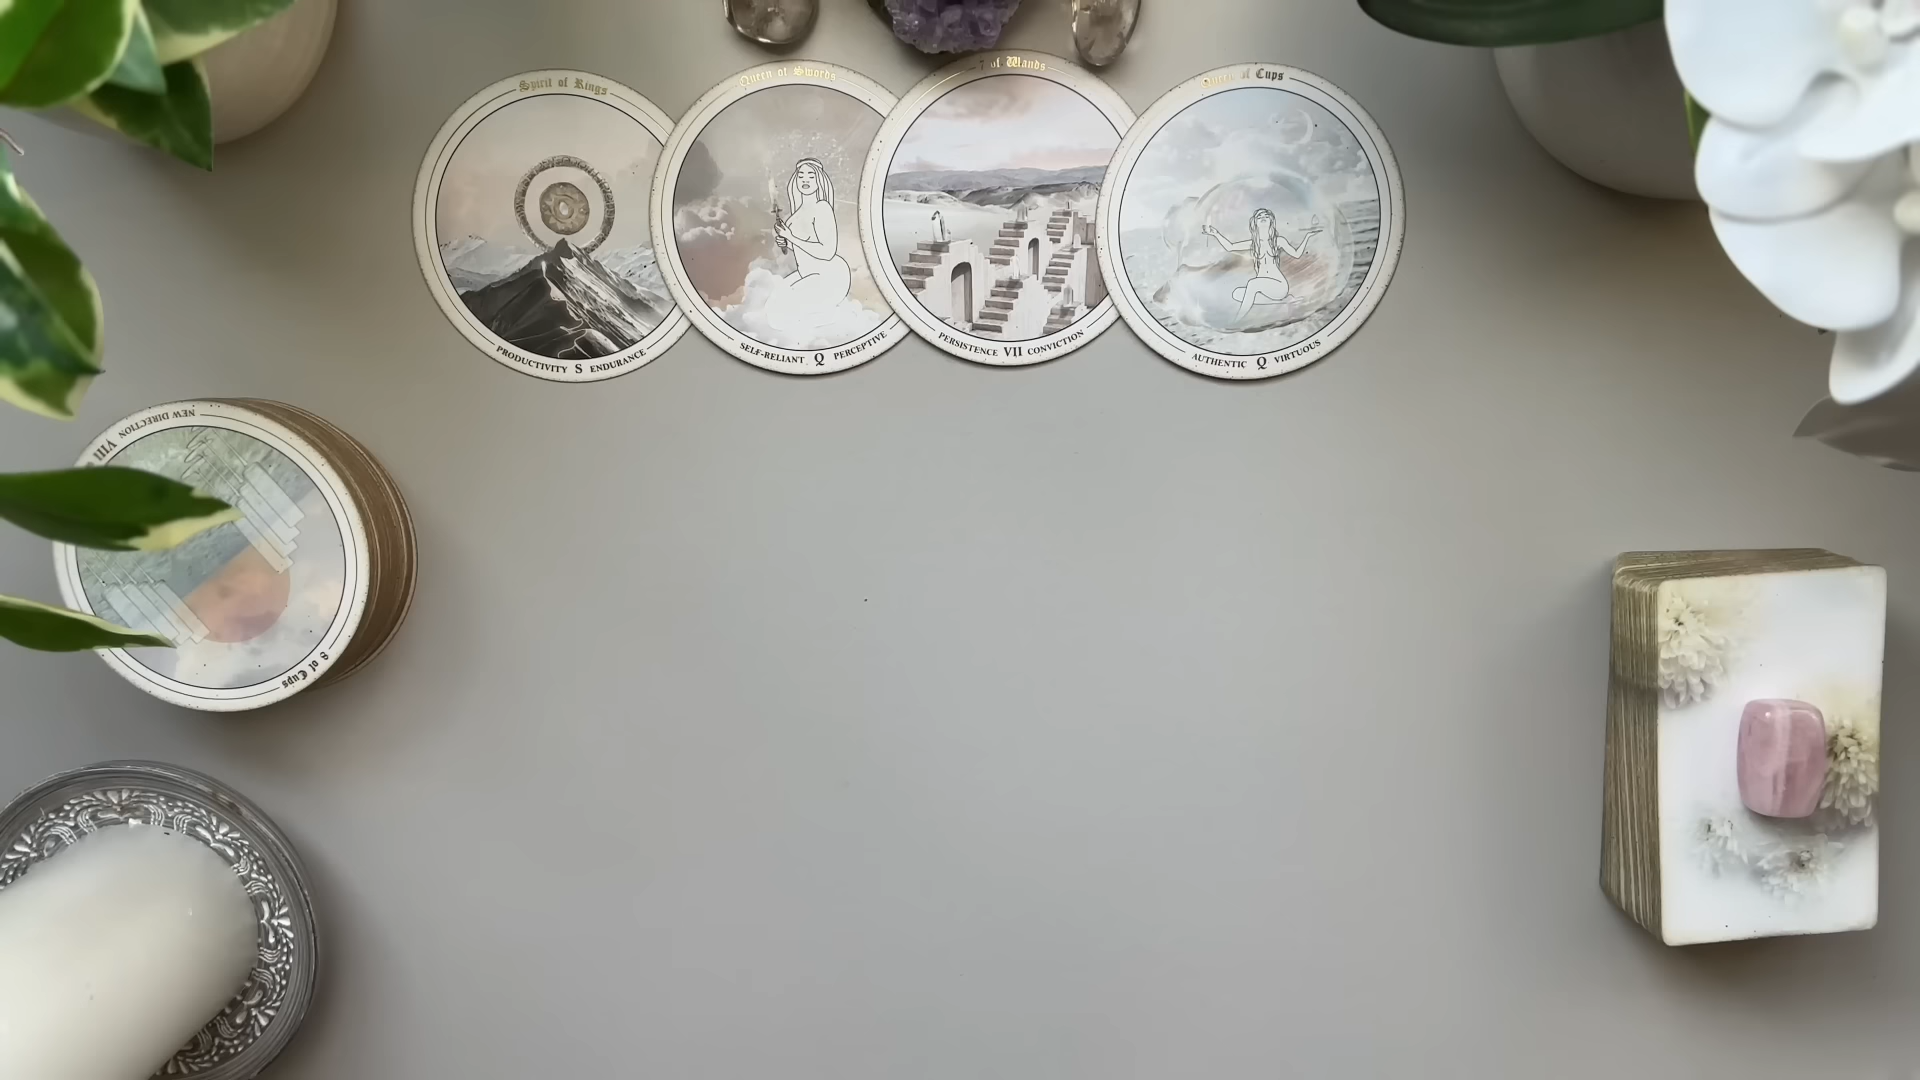 Spirit of Rings
PRODUCTIVITY S ENDURANCE
Queen of Swords
SELF-RELIANT Q PERCEPTIVE
7 of Wands
PERSISTENCE VII CONVICTION
Queen of Cups
AUTHENTIC Q VIRTUOUS
NEW DIRECTION VIII
8 of Cups